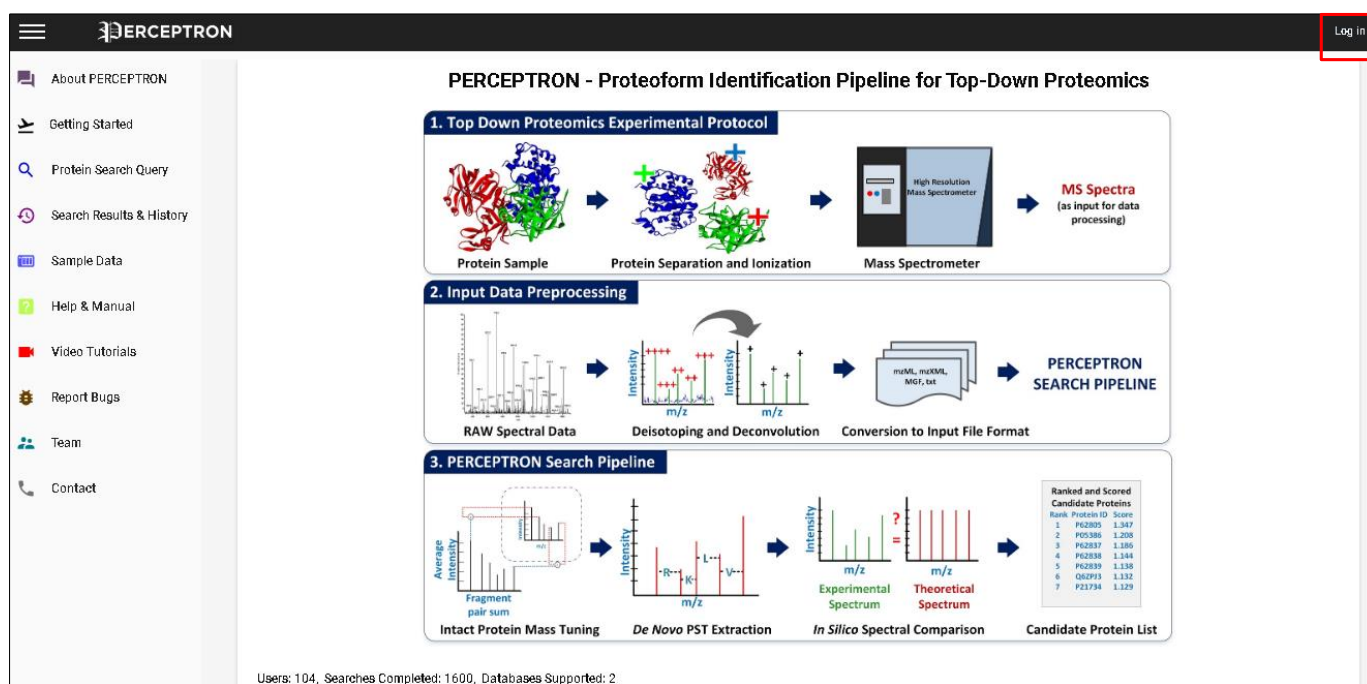 PERCEPTRON
Log in
About PERCEPTRON
Getting Started
Protein Search Query
Search Results & History
Sample Data
Help & Manual
Video Tutorials
Report Bugs
Team
Contact
PERCEPTRON - Proteoform Identification Pipeline for Top-Down Proteomics
1. Top Down Proteomics Experimental Protocol
High Resolution
Mass Spectrometer
MS Spectra
(as input for data
processing)
Protein Sample
Protein Separation and Ionization
Mass Spectrometer
2. Input Data Preprocessing
Intensity
m/z
Intensity
m/z
mzML, mzXML,
MGF, txt
PERCEPTRON
SEARCH PIPELINE
RAW Spectral Data
Deisotoping and Deconvolution
Conversion to Input File Format
3. PERCEPTRON Search Pipeline
Average
Intensity
Intensity
m/z
Fragment
pair sum
Intensity
R
K
L
V
m/z
Intensity
m/z
? 
=
m/z
Experimental
Spectrum
Theoretical
Spectrum
Ranked and Scored
Candidate Proteins
Rank Protein ID Score
1 P62805 1.347
2 P05386 1.208
3 P62837 1.186
4 P62838 1.144
5 P62839 1.138
6 Q6ZPJ3 1.132
7 P21734 1.129
Intact Protein Mass Tuning
De Novo PST Extraction
In Silico Spectral Comparison
Candidate Protein List
Users: 104, Searches Completed: 1600, Databases Supported: 2